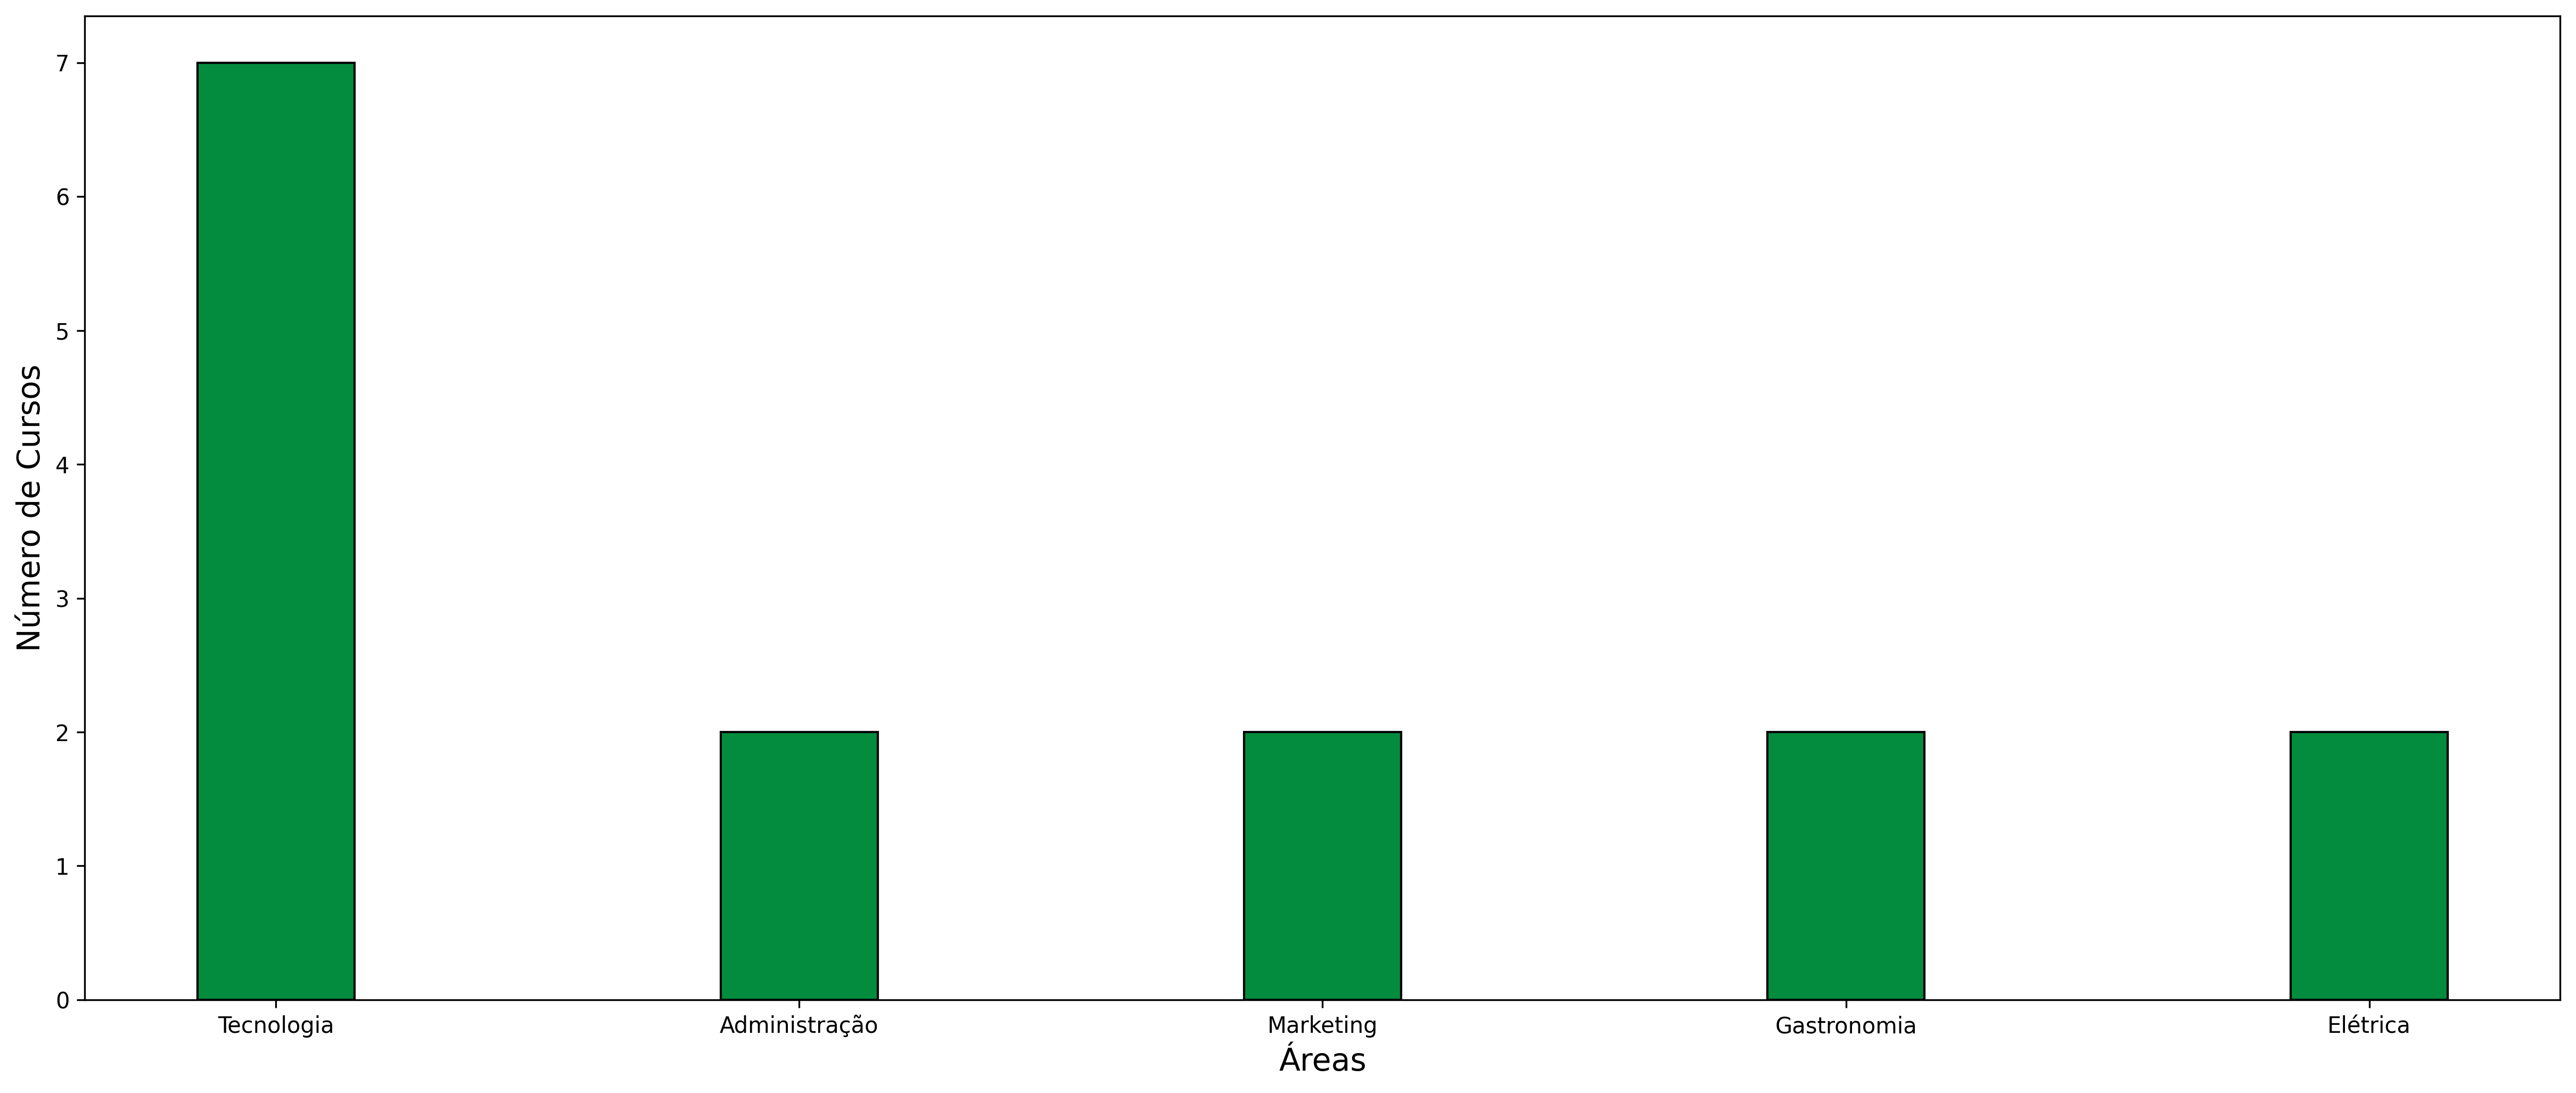 Número de Cursos
7
6
5
4
3
2
1
0
Tecnologia Administração Marketing Gastronomia Elétrica
Áreas